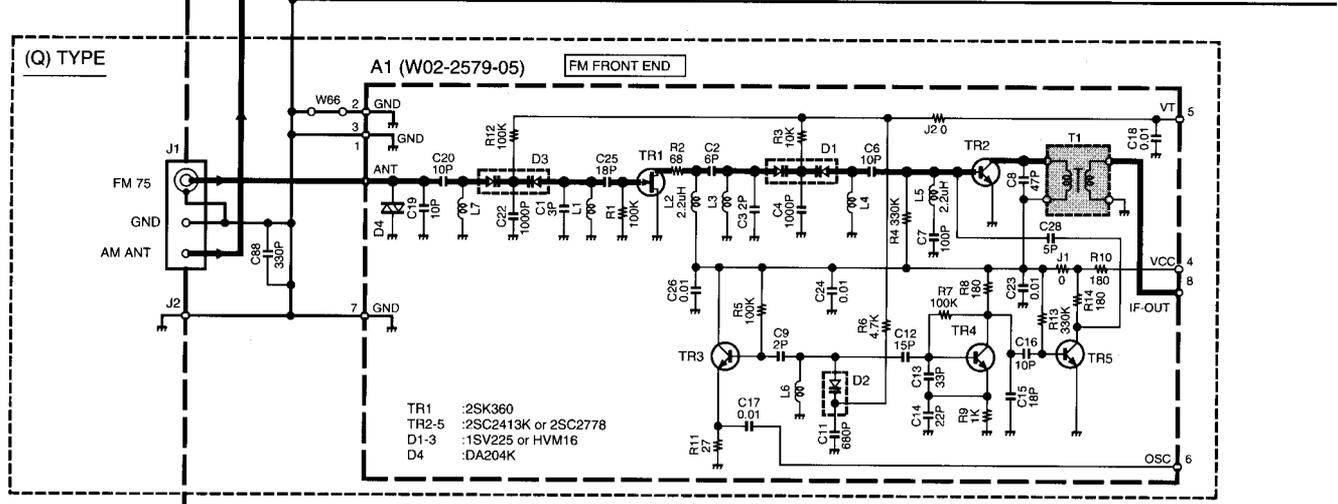 (Q) TYPE
A1 (W02-2579-05)
FM FRONT END
J1
FM 75
GND
AM ANT
J2
C88
330P
W66
2
GND
3
1
GND
ANT
7
GND
D4
C19
10P
C20
10P
L7
R12
100K
D3
C22
1000P
C1
3P
L1
C25
18P
R1
100K
TR1
R2
68
L2
2.2uH
C2
6P
L3
C3 2P
R3
10K
D1
C4
1000P
L4
C6
10P
R4 330K
L5
2.2uH
C7
100P
J2 0
TR2
C8
47P
T1
C18
0.01
VT
5
C28
5P
C26
0.01
R5
100K
C24
0.01
R6
4.7K
R7
100K
R8
180
C23
0.01
J1
0
R10
180
VCC
4
8
IF-OUT
R13
330K
R14
180
TR3
C9
2P
L6
D2
C11
680P
C12
15P
TR4
C13
33P
C14
22P
R9
1K
C15
18P
C16
10P
TR5
C17
0.01
R11
27
OSC
6
TR1 :2SK360
TR2-5 :2SC2413K or 2SC2778
D1-3 :1SV225 or HVM16
D4 :DA204K